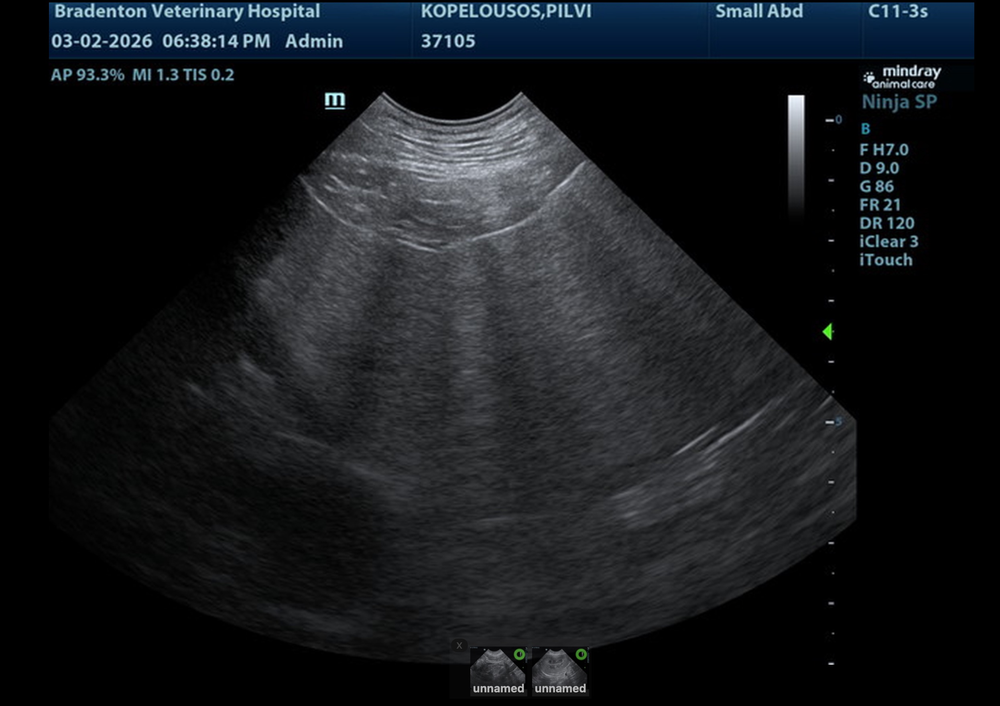 Bradenton Veterinary Hospital KOPELOUSOS,PILVI Small Abd C11-3s
03-02-2026 06:38:14 PM Admin 37105
AP 93.3% MI 1.3 TIS 0.2
mindray
animal care
m
Ninja SP
0
B
F H7.0
D 9.0
G 86
FR 21
DR 120
iClear 3
iTouch
5
X
unnamed unnamed